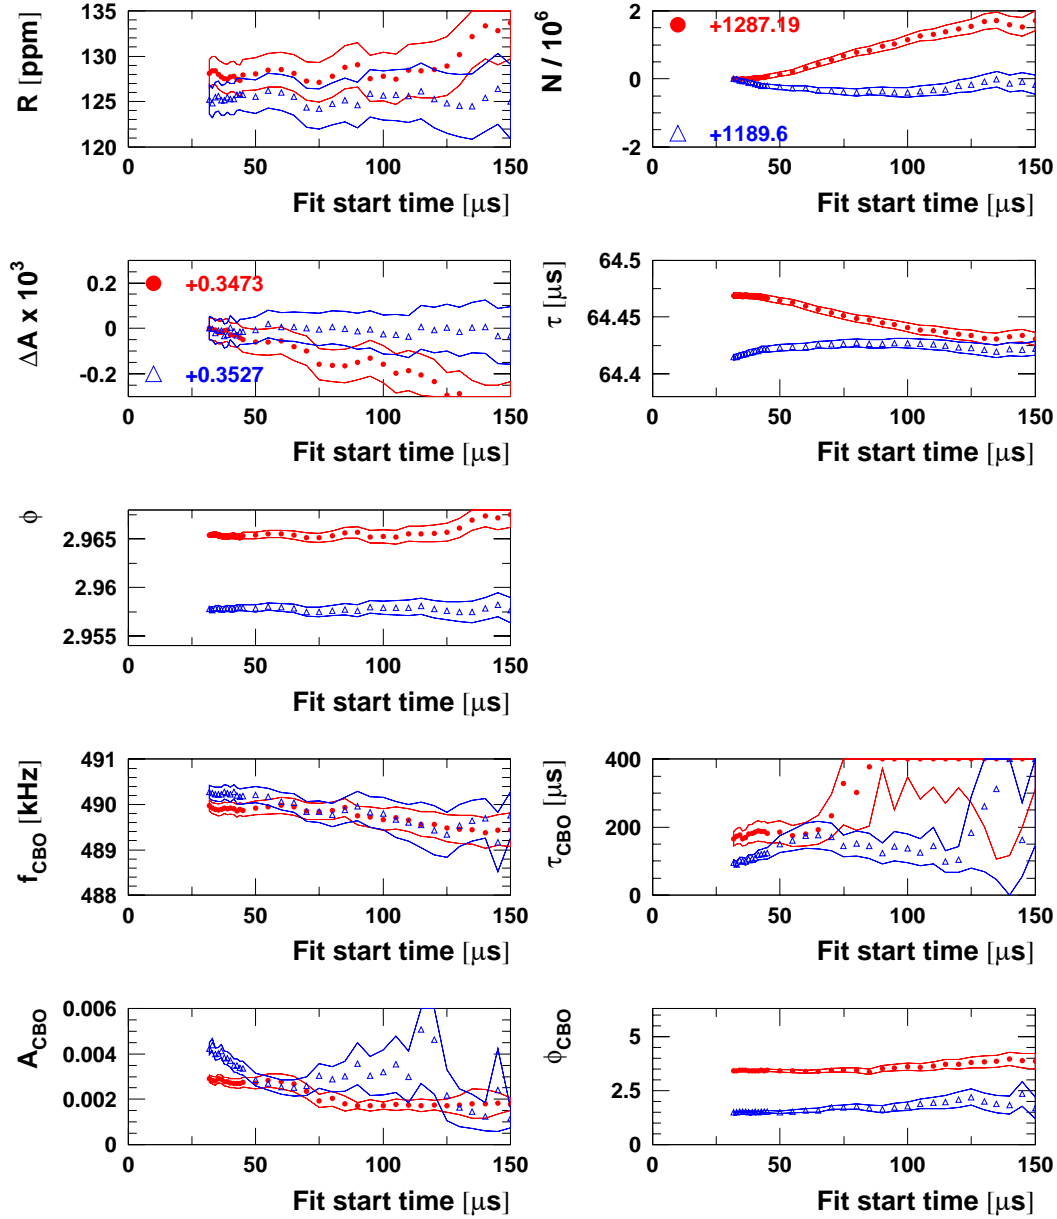 R [ppm]
135
130
125
120
0 50 100 150
Fit start time [μs]
N / 10^6
2
0
-2
+1287.19
+1189.6
0 50 100 150
Fit start time [μs]
ΔA x 10^3
0.2
0
-0.2
+0.3473
+0.3527
0 50 100 150
Fit start time [μs]
τ [μs]
64.5
64.45
64.4
0 50 100 150
Fit start time [μs]
ϕ
2.965
2.96
2.955
0 50 100 150
Fit start time [μs]
f_CBO [kHz]
491
490
489
488
0 50 100 150
Fit start time [μs]
τ_CBO [μs]
400
200
0
0 50 100 150
Fit start time [μs]
A_CBO
0.006
0.004
0.002
0
0 50 100 150
Fit start time [μs]
ϕ_CBO
5
2.5
0
0 50 100 150
Fit start time [μs]